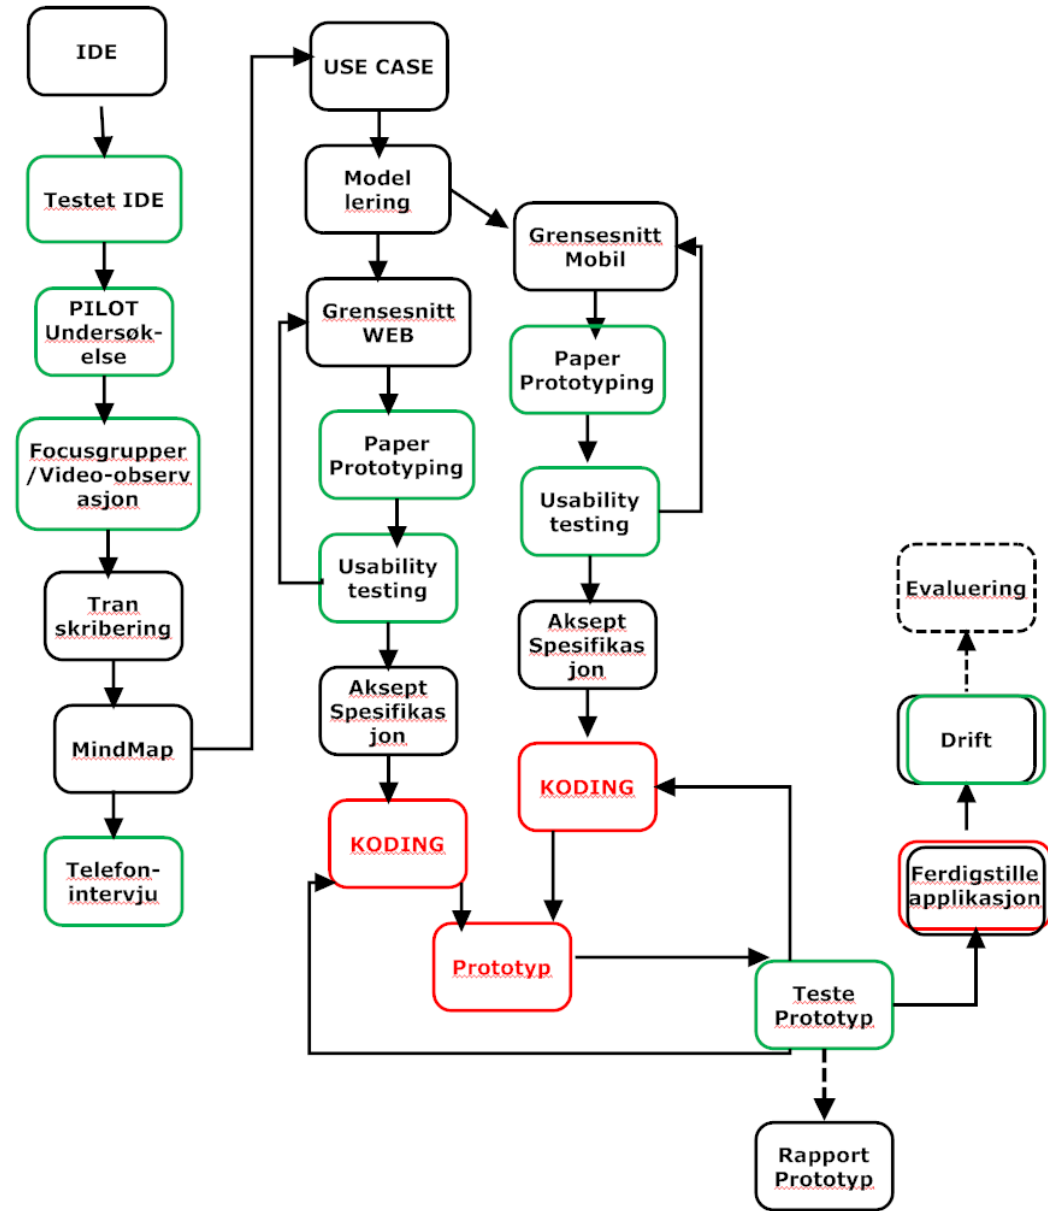 IDE
Testet IDE
PILOT
Undersøk-
else
Focusgrupper
/Video-observ
asjon
Tran
skribering
MindMap
Telefon-
intervju
USE CASE
Model
lering
Grensesnitt
WEB
Paper
Prototyping
Usability
testing
Aksept
Spesifikas
jon
KODING
Grensesnitt
Mobil
Paper
Prototyping
Usability
testing
Aksept
Spesifikas
jon
KODING
Prototyp
Teste
Prototyp
Rapport
Prototyp
Evaluering
Drift
Ferdigstille
applikasjon